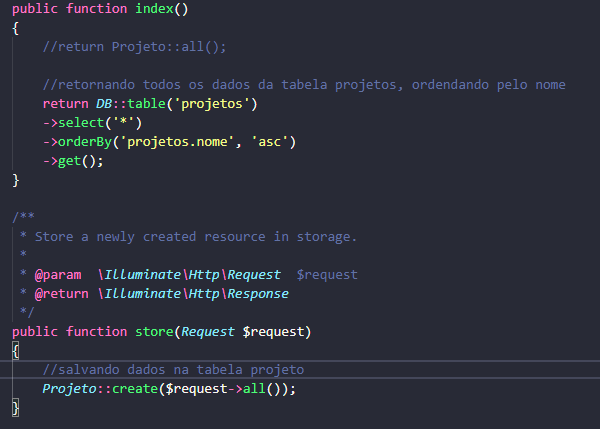 public function index()
{
//return Projeto::all();
//retornando todos os dados da tabela projetos, ordendando pelo nome
return DB::table('projetos')
->select('*')
->orderBy('projetos.nome', 'asc')
->get();
}
/**
* Store a newly created resource in storage.
*
* @param  \Illuminate\Http\Request  $request
* @return \Illuminate\Http\Response
*/
public function store(Request $request)
{
//salvando dados na tabela projeto
Projeto::create($request->all());
}